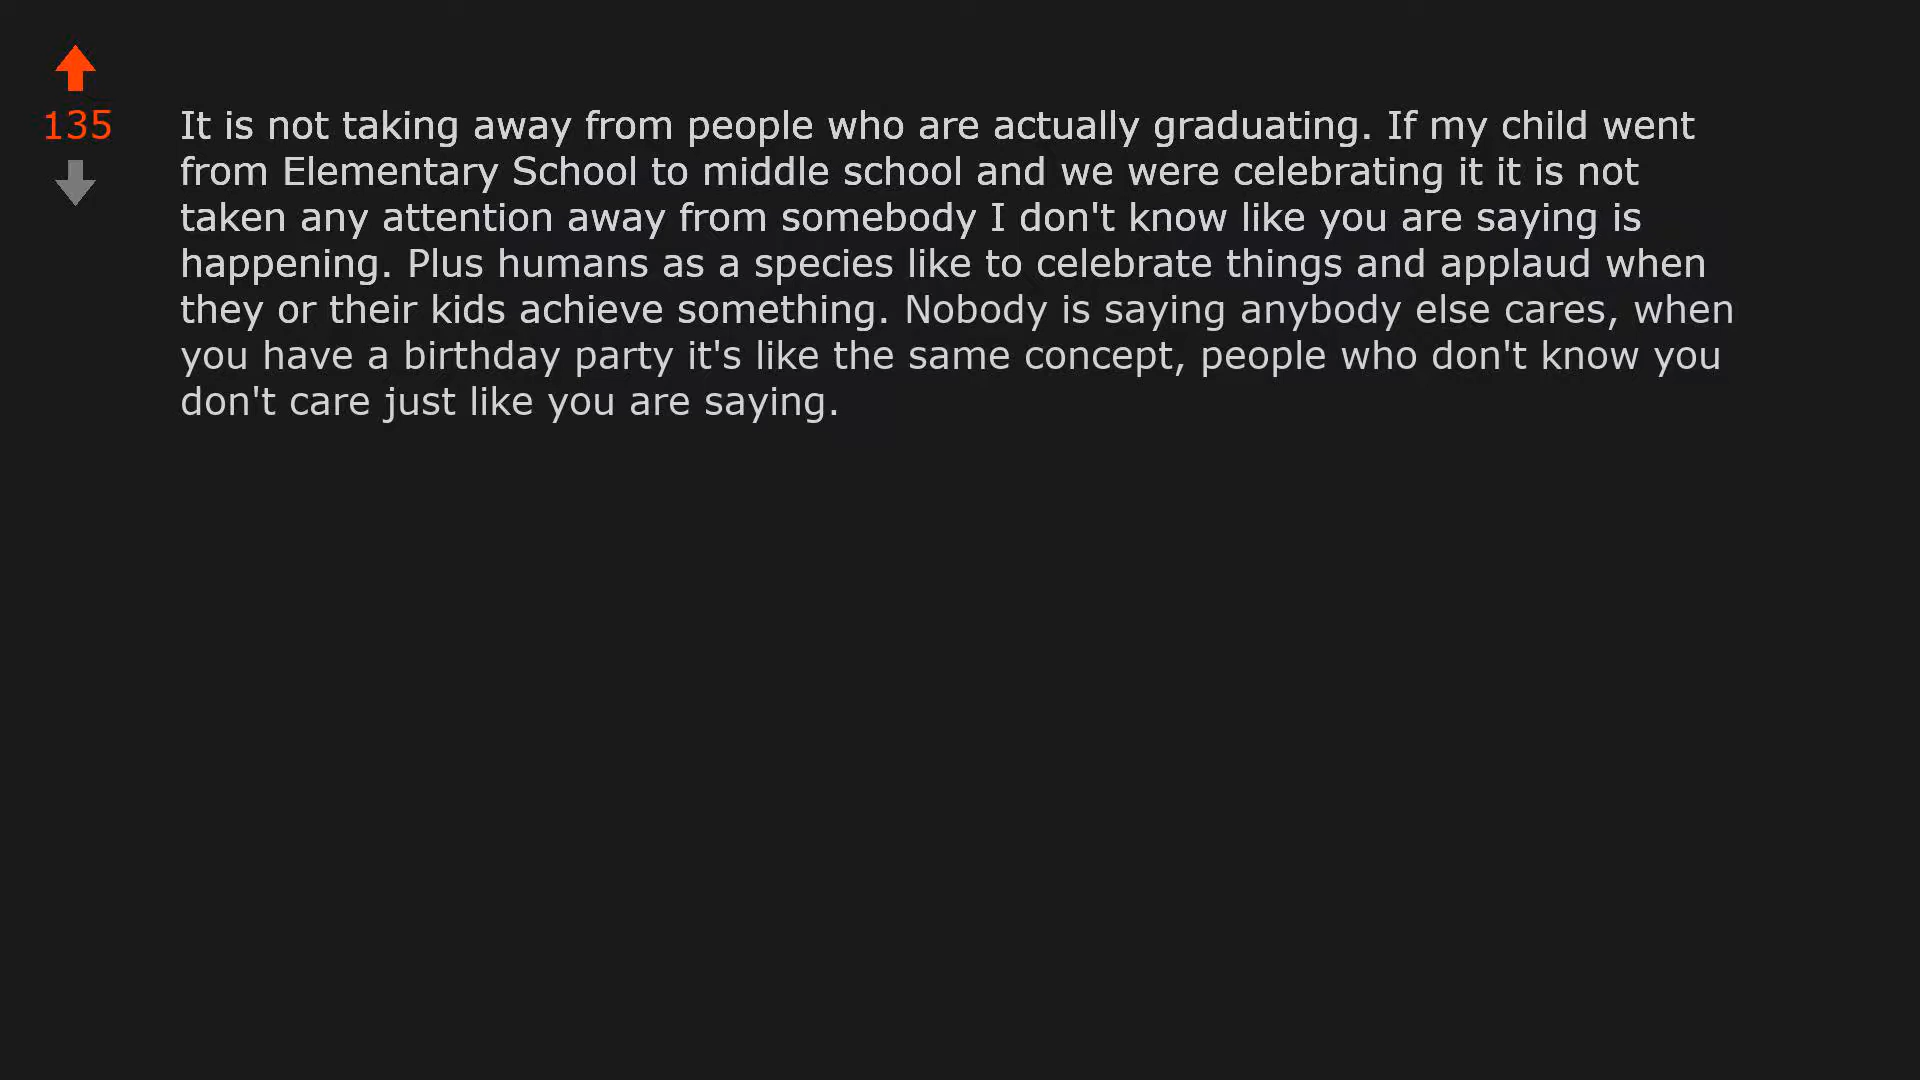 135
It is not taking away from people who are actually graduating. If my child went
from Elementary School to middle school and we were celebrating it it is not
taken any attention away from somebody I don't know like you are saying is
happening. Plus humans as a species like to celebrate things and applaud when
they or their kids achieve something. Nobody is saying anybody else cares, when
you have a birthday party it's like the same concept, people who don't know you
don't care just like you are saying.